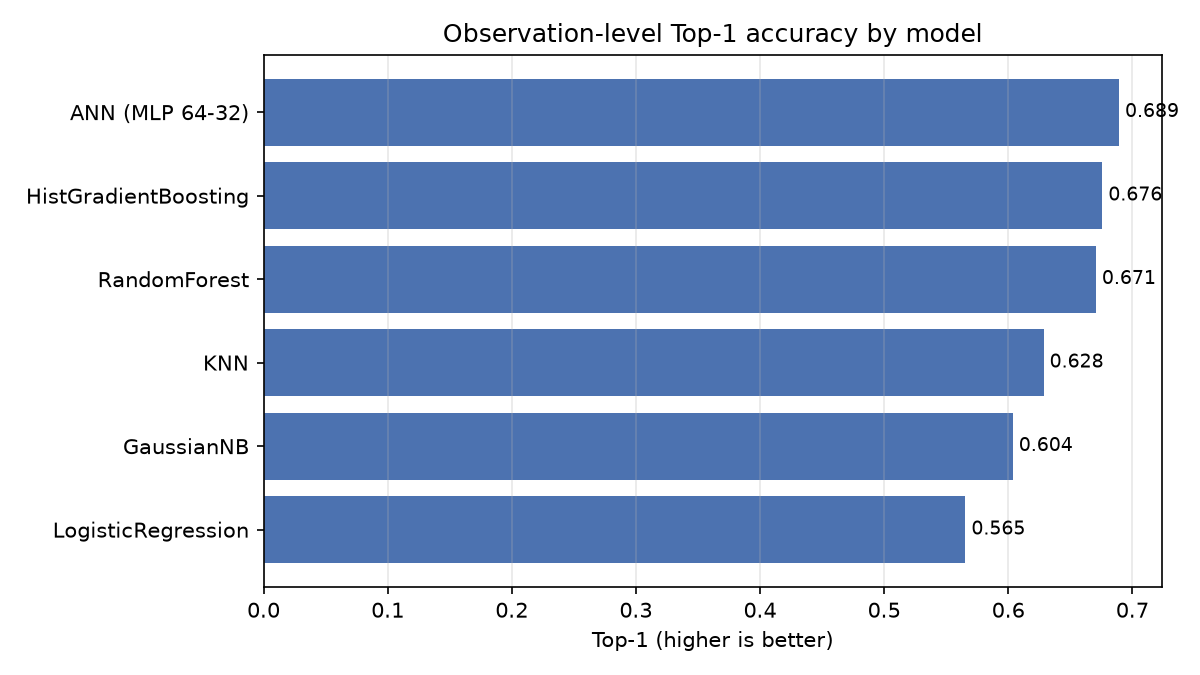 Observation-level Top-1 accuracy by model
ANN (MLP 64-32) 0.689
HistGradientBoosting 0.676
RandomForest 0.671
KNN 0.628
GaussianNB 0.604
LogisticRegression 0.565
0.0 0.1 0.2 0.3 0.4 0.5 0.6 0.7
Top-1 (higher is better)